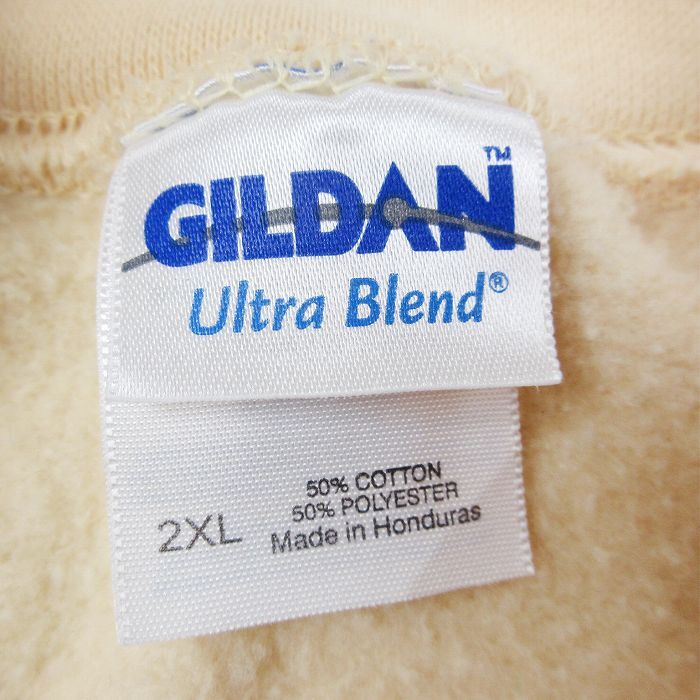 GILDAN™
Ultra Blend®
50% COTTON
50% POLYESTER
2XL Made in Honduras